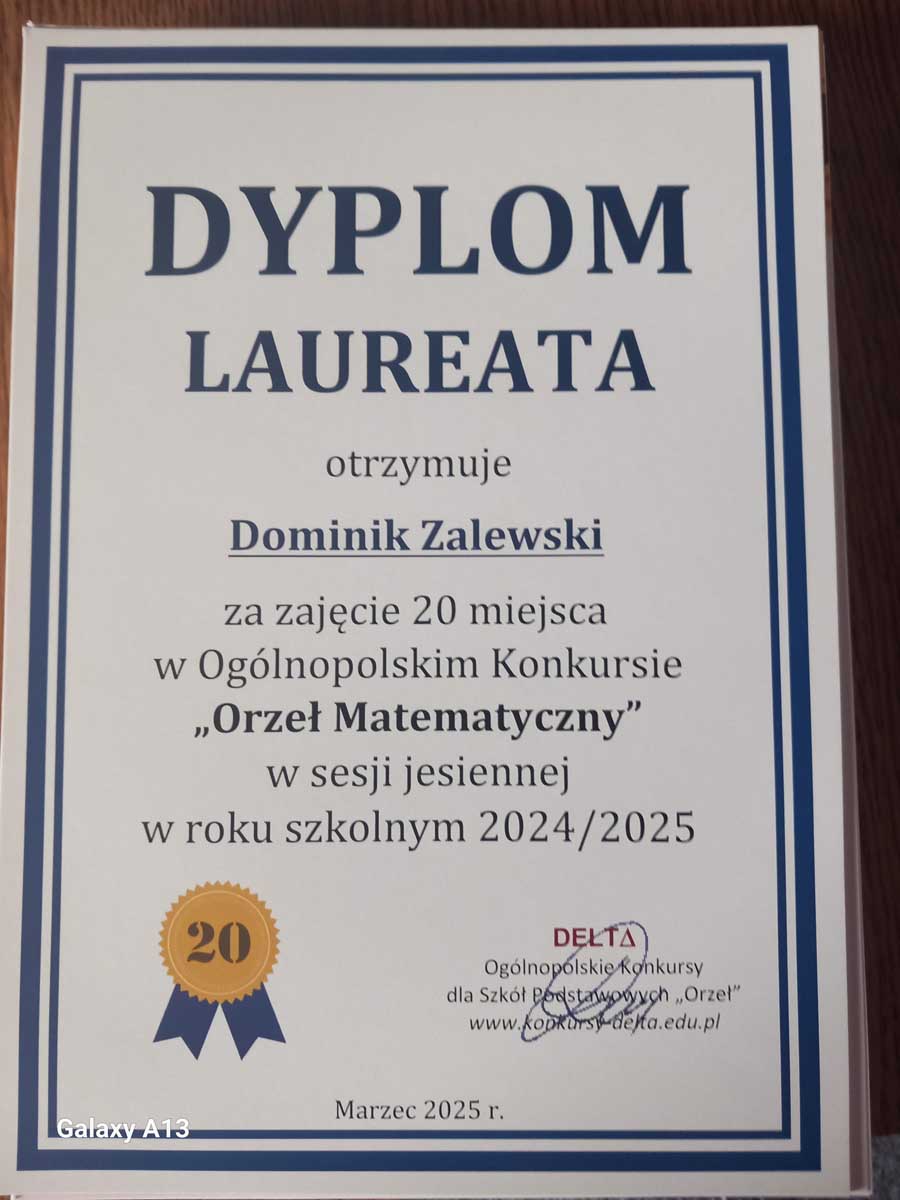 DYPLOM
LAUREATA
otrzymuje
Dominik Zalewski
za zajęcie 20 miejsca
w Ogólnopolskim Konkursie
„Orzeł Matematyczny”
w sesji jesiennej
w roku szkolnym 2024/2025
20
DELTΔ
Ogólnopolskie Konkursy
dla Szkół Podstawowych „Orzeł”
www.konkursy-delta.edu.pl
Marzec 2025 r.
Galaxy A13